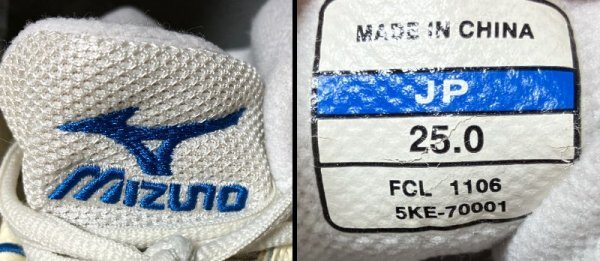 MIZUNO
MADE IN CHINA
JP
25.0
FCL 1106
5KE-70001